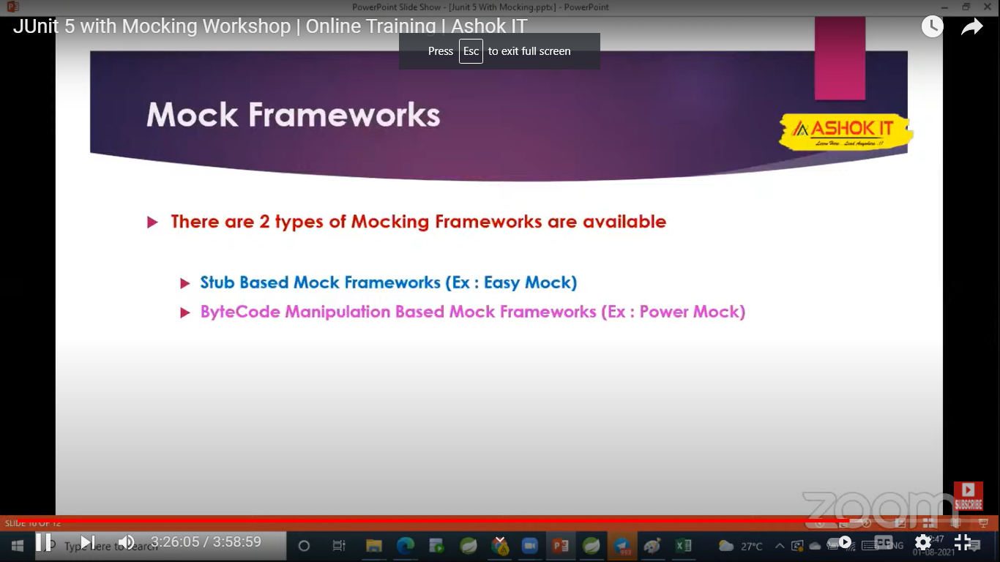 PowerPoint Slide Show - [Junit 5 With Mocking.pptx] - PowerPoint
JUnit 5 with Mocking Workshop | Online Training | Ashok IT
Press Esc to exit full screen
Mock Frameworks
ASHOK IT
Learn Here.. Lead Anywhere..!!
There are 2 types of Mocking Frameworks are available
Stub Based Mock Frameworks (Ex : Easy Mock)
ByteCode Manipulation Based Mock Frameworks (Ex : Power Mock)
zoom
SUBSCRIBE
SLIDE 10 OF 12
Type here to search
3:26:05 / 3:58:59
993
27°C
CC
ENG
:47
01-08-2021